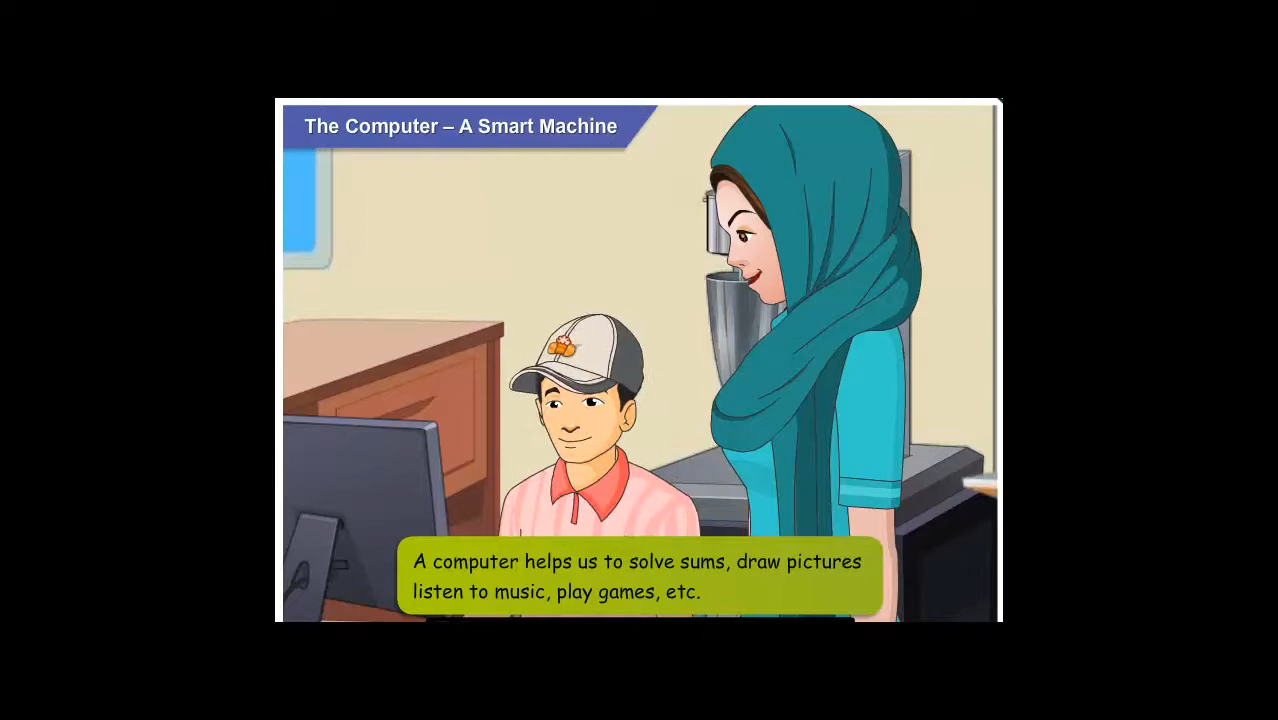 The Computer – A Smart Machine
A computer helps us to solve sums, draw pictures
listen to music, play games, etc.